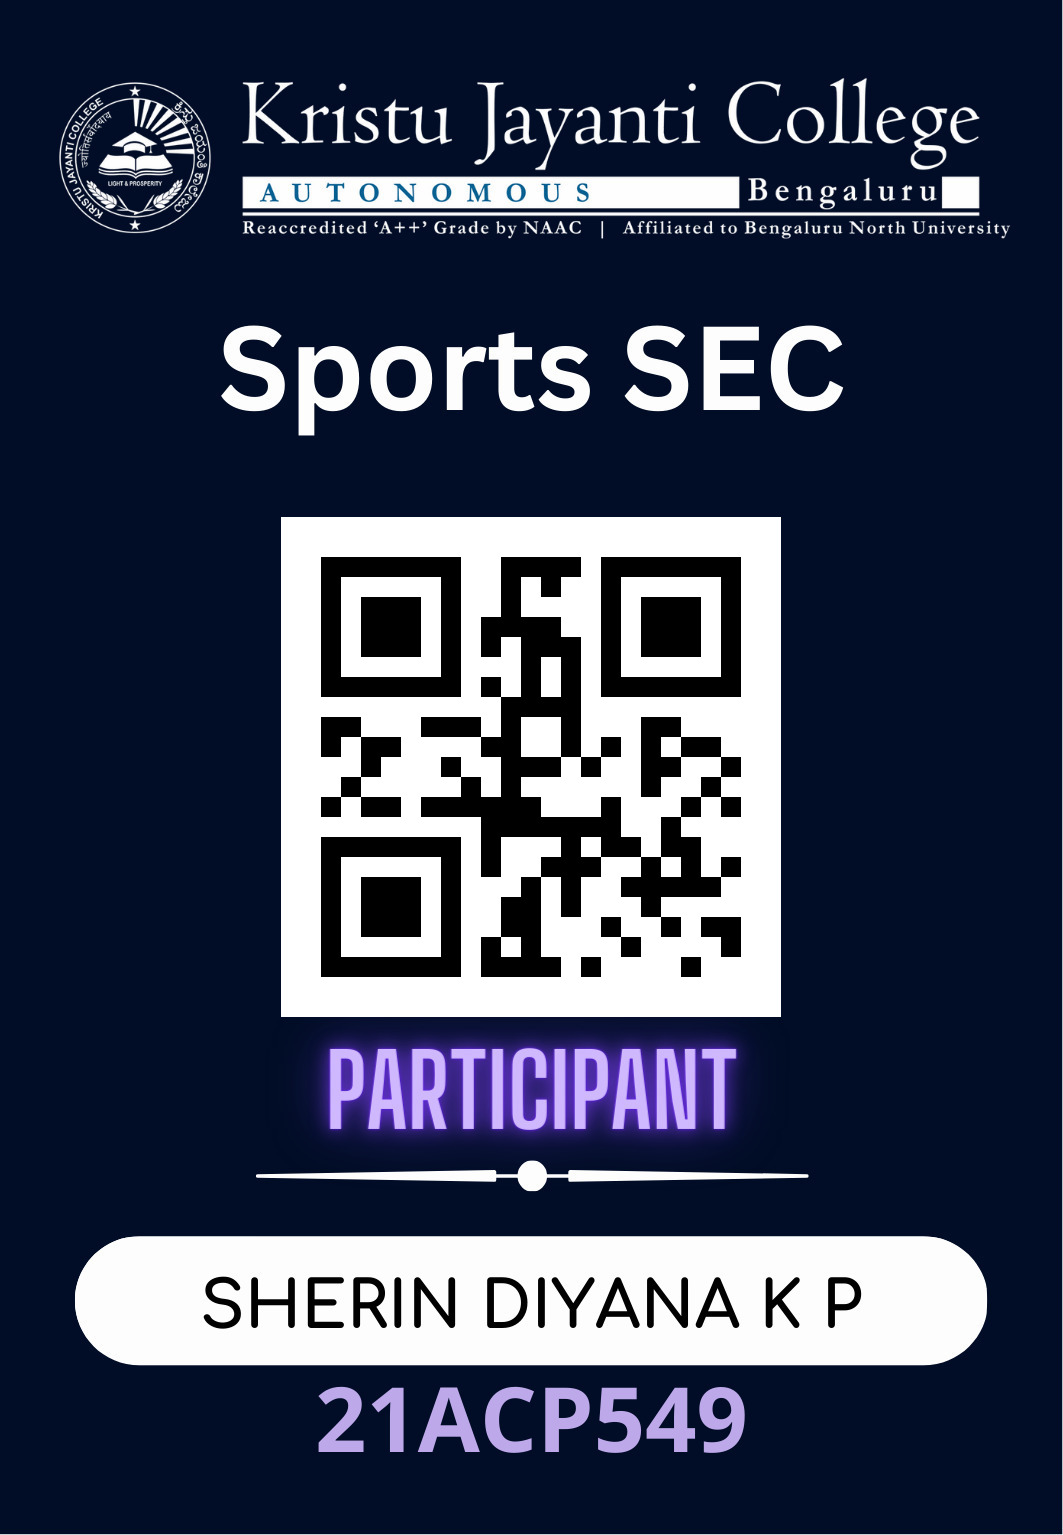 KRISTU JAYANTI COLLEGE
ಕ್ರಿಸ್ತು ಜಯಂತಿ ಕಾಲೇಜು
LIGHT & PROSPERITY
Kristu Jayanti College
AUTONOMOUS Bengaluru
Reaccredited ‘A++’ Grade by NAAC | Affiliated to Bengaluru North University
Sports SEC
PARTICIPANT
SHERIN DIYANA K P
21ACP549